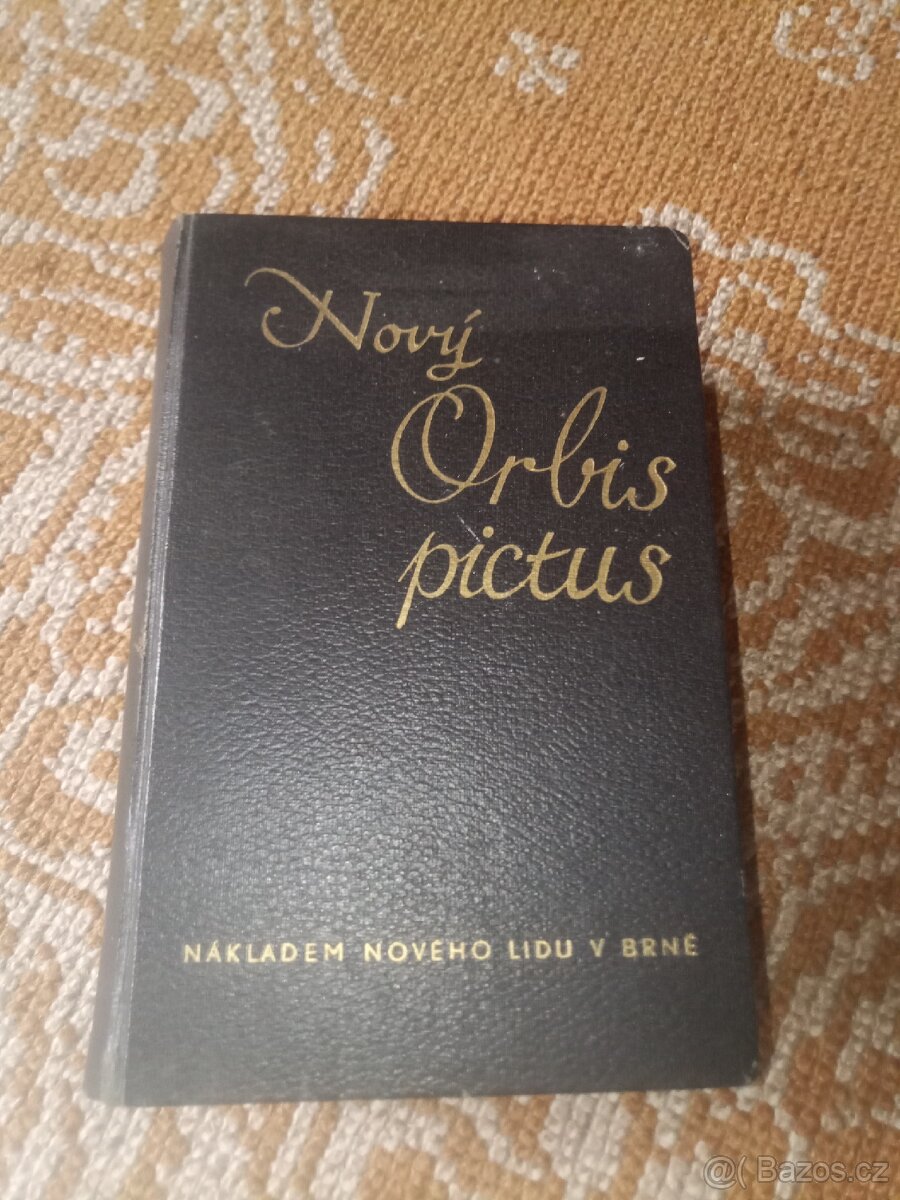 Nový
Orbis
pictus
NÁKLADEM NOVÉHO LIDU V BRNĚ
@( Bazos.cz